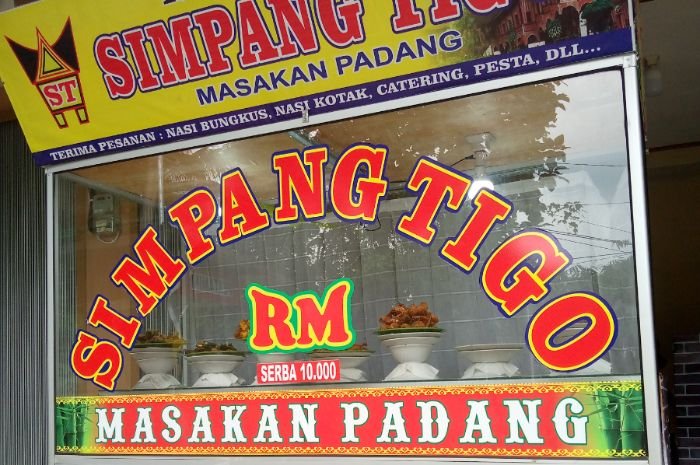 ST
SIMPANG TIGO
MASAKAN PADANG
TERIMA PESANAN : NASI BUNGKUS, NASI KOTAK, CATERING, PESTA, DLL...
SIMPANG TIGO
RM
SERBA 10.000
MASAKAN PADANG